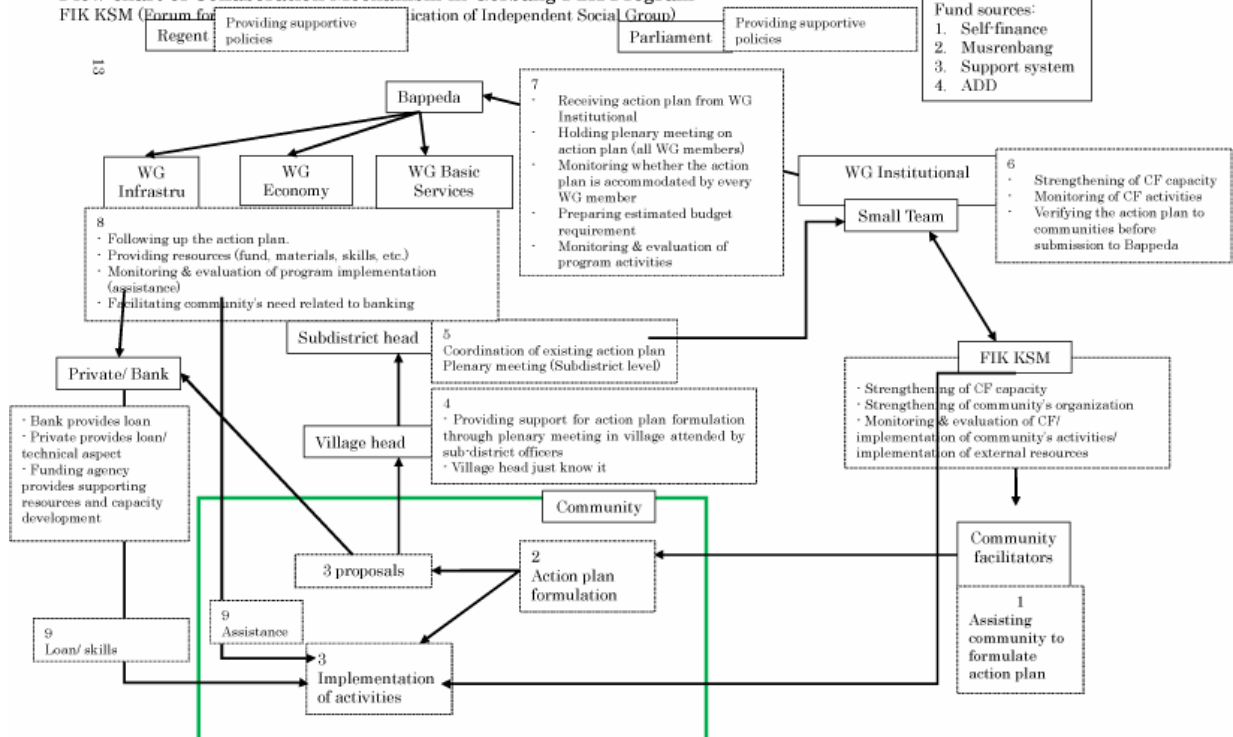 FIK KSM (Forum for
ication of Independent Social Group)
Regent
Providing supportive
policies
Parliament
Providing supportive
policies
Fund sources:
1. Self-finance
2. Musrenbang
3. Support system
4. ADD
13
Bappeda
7
· Receiving action plan from WG
Institutional
· Holding plenary meeting on
action plan (all WG members)
· Monitoring whether the action
plan is accommodated by every
WG member
· Preparing estimated budget
requirement
· Monitoring & evaluation of
program activities
WG
Infrastru
WG
Economy
WG Basic
Services
WG Institutional
Small Team
6
· Strengthening of CF capacity
· Monitoring of CF activities
· Verifying the action plan to
communities before
submission to Bappeda
8
· Following up the action plan.
· Providing resources (fund, materials, skills, etc.)
· Monitoring & evaluation of program implementation
(assistance)
· Facilitating community's need related to banking
Subdistrict head
5
Coordination of existing action plan
Plenary meeting (Subdistrict level)
FIK KSM
· Strengthening of CF capacity
· Strengthening of community's organization
· Monitoring & evaluation of CF/
implementation of community's activities/
implementation of external resources
Private/ Bank
· Bank provides loan
· Private provides loan/
technical aspect
· Funding agency
provides supporting
resources and capacity
development
Village head
4
· Providing support for action plan formulation
through plenary meeting in village attended by
sub-district officers
· Village head just know it
Community
3 proposals
2
Action plan
formulation
Community
facilitators
1
Assisting
community to
formulate
action plan
9
Assistance
9
Loan/ skills
3
Implementation
of activities